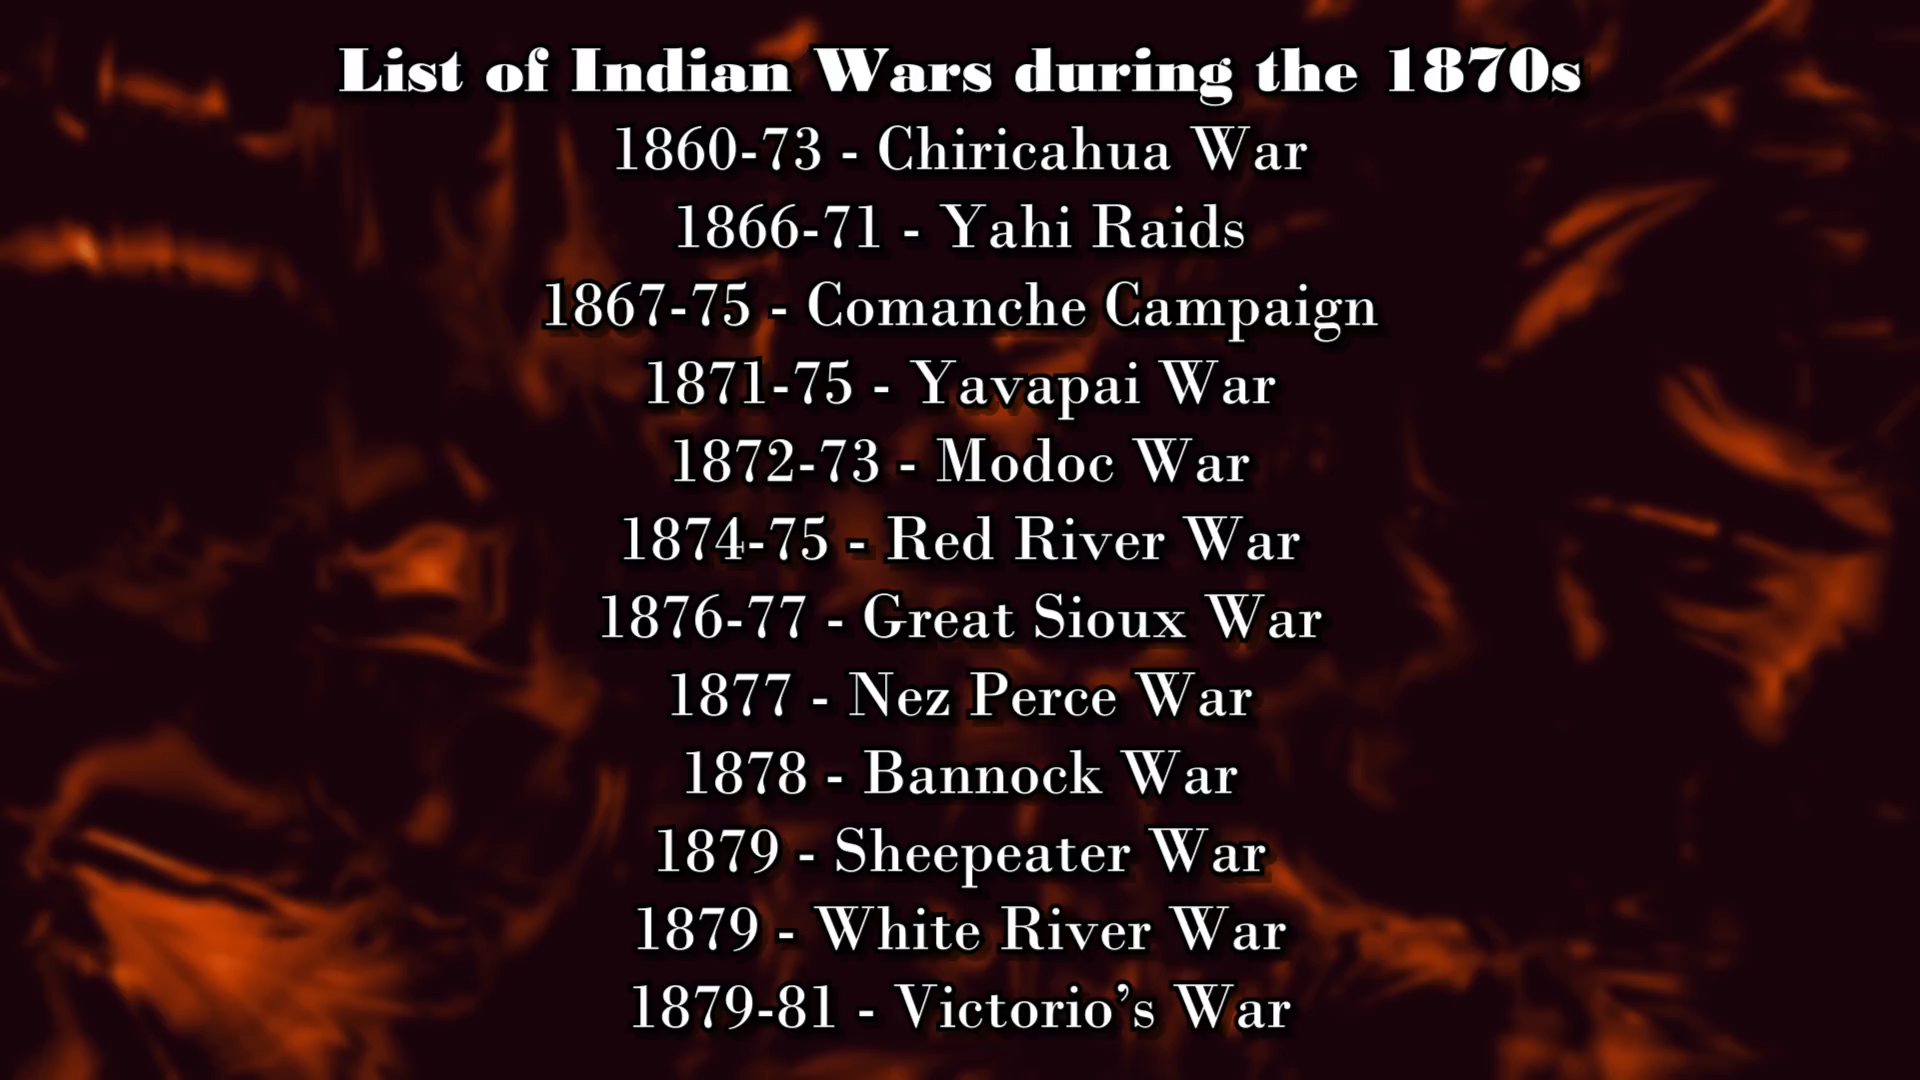 List of Indian Wars during the 1870s
1860-73 - Chiricahua War
1866-71 - Yahi Raids
1867-75 - Comanche Campaign
1871-75 - Yavapai War
1872-73 - Modoc War
1874-75 - Red River War
1876-77 - Great Sioux War
1877 - Nez Perce War
1878 - Bannock War
1879 - Sheepeater War
1879 - White River War
1879-81 - Victorio’s War